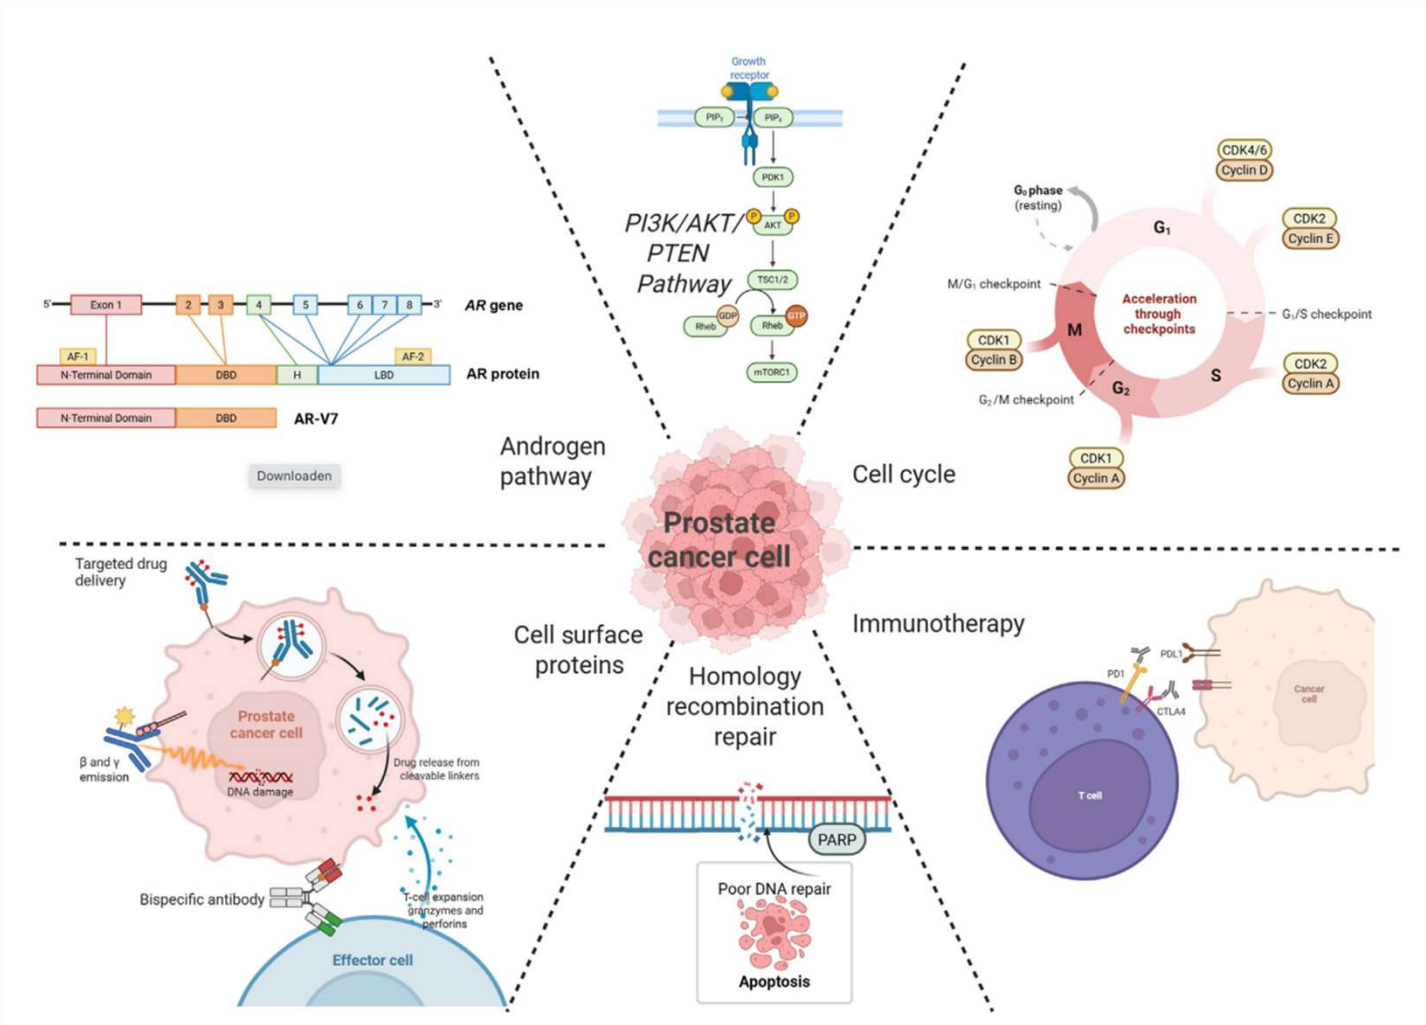 Growth
receptor
PIP₂
PIP₃
PDK1
P
AKT
P
PI3K/AKT/
PTEN
Pathway
TSC1/2
Rheb
GDP
Rheb
GTP
mTORC1
5'
Exon 1
2
3
4
5
6
7
8
3'
AR gene
AF-1
AF-2
N-Terminal Domain
DBD
H
LBD
AR protein
N-Terminal Domain
DBD
AR-V7
Downloaden
Androgen
pathway
CDK4/6
Cyclin D
G₀ phase
(resting)
CDK2
Cyclin E
G₁
M/G₁ checkpoint
Acceleration
through
checkpoints
G₁/S checkpoint
M
CDK1
Cyclin B
S
CDK2
Cyclin A
G₂
G₂/M checkpoint
CDK1
Cyclin A
Cell cycle
Prostate
cancer cell
Targeted drug
delivery
Prostate
cancer cell
β and γ
emission
DNA damage
Drug release from
cleavable linkers
Bispecific antibody
T-cell expansion
granzymes and
perforins
Effector cell
Cell surface
proteins
Homology
recombination
repair
PARP
Poor DNA repair
Apoptosis
Immunotherapy
PDL1
PD1
CTLA4
Cancer
cell
T cell